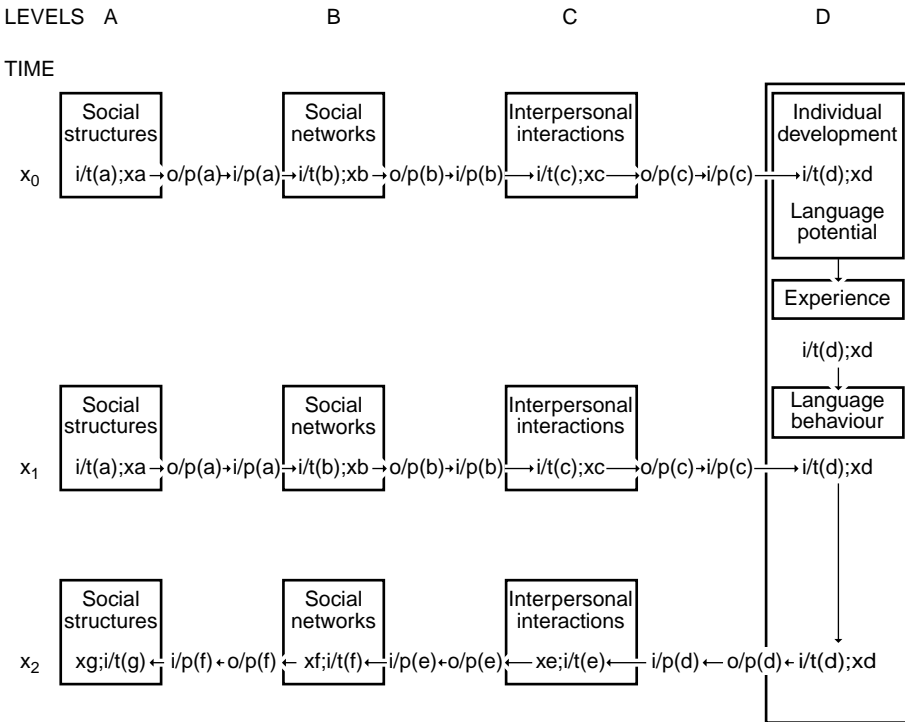 LEVELS A B C D
TIME
Social structures Social networks Interpersonal interactions Individual development
x0 i/t(a);xa → o/p(a) → i/p(a) → i/t(b);xb → o/p(b) → i/p(b) → i/t(c);xc → o/p(c) → i/p(c) → i/t(d);xd
Language
potential
Experience
i/t(d);xd
Language
behaviour
Social structures Social networks Interpersonal interactions
x1 i/t(a);xa → o/p(a) → i/p(a) → i/t(b);xb → o/p(b) → i/p(b) → i/t(c);xc → o/p(c) → i/p(c) → i/t(d);xd
Social structures Social networks Interpersonal interactions
x2 xg;i/t(g) ← i/p(f) ← o/p(f) ← xf;i/t(f) ← i/p(e) ← o/p(e) ← xe;i/t(e) ← i/p(d) ← o/p(d) ← i/t(d);xd